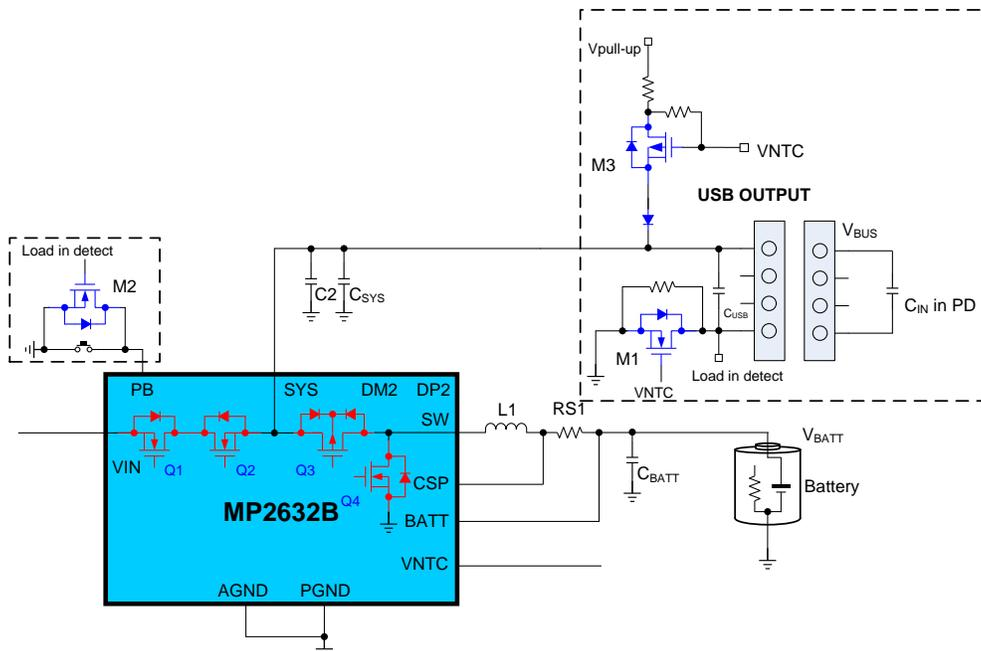 Vpull-up
VNTC
M3
USB OUTPUT
Load in detect
M2
VBUS
C2
CSYS
CUSB
CIN in PD
M1
Load in detect
VNTC
PB
SYS
DM2
DP2
SW
L1
RS1
VBATT
VIN
Q1
Q2
Q3
Q4
CSP
CBATT
Battery
MP2632B
BATT
VNTC
AGND
PGND